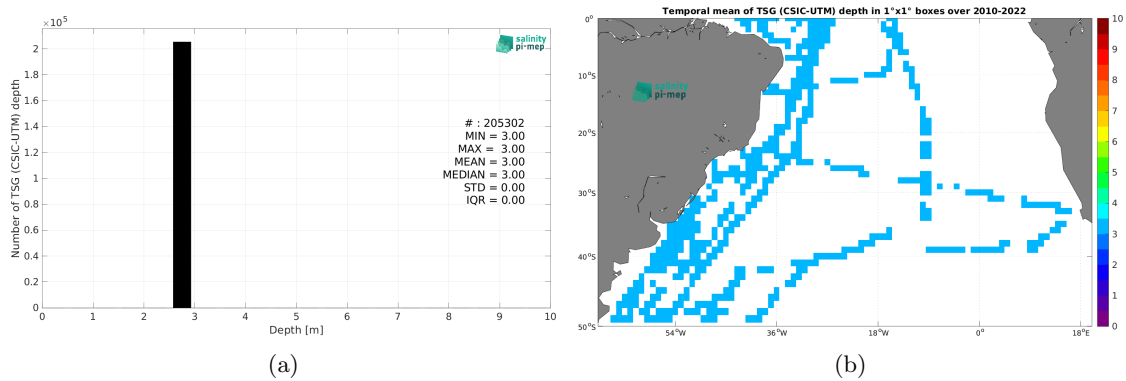 ×10⁵
2
1.8
1.6
1.4
1.2
1
0.8
0.6
0.4
0.2
0
Number of TSG (CSIC-UTM) depth
salinity
pi-mep
# : 205302
MIN = 3.00
MAX = 3.00
MEAN = 3.00
MEDIAN = 3.00
STD = 0.00
IQR = 0.00
0 1 2 3 4 5 6 7 8 9 10
Depth [m]
(a)
Temporal mean of TSG (CSIC-UTM) depth in 1°x1° boxes over 2010-2022
0°
10°S
20°S
30°S
40°S
50°S
salinity
pi-mep
54°W 36°W 18°W 0° 18°E
10
9
8
7
6
5
4
3
2
1
0
(b)